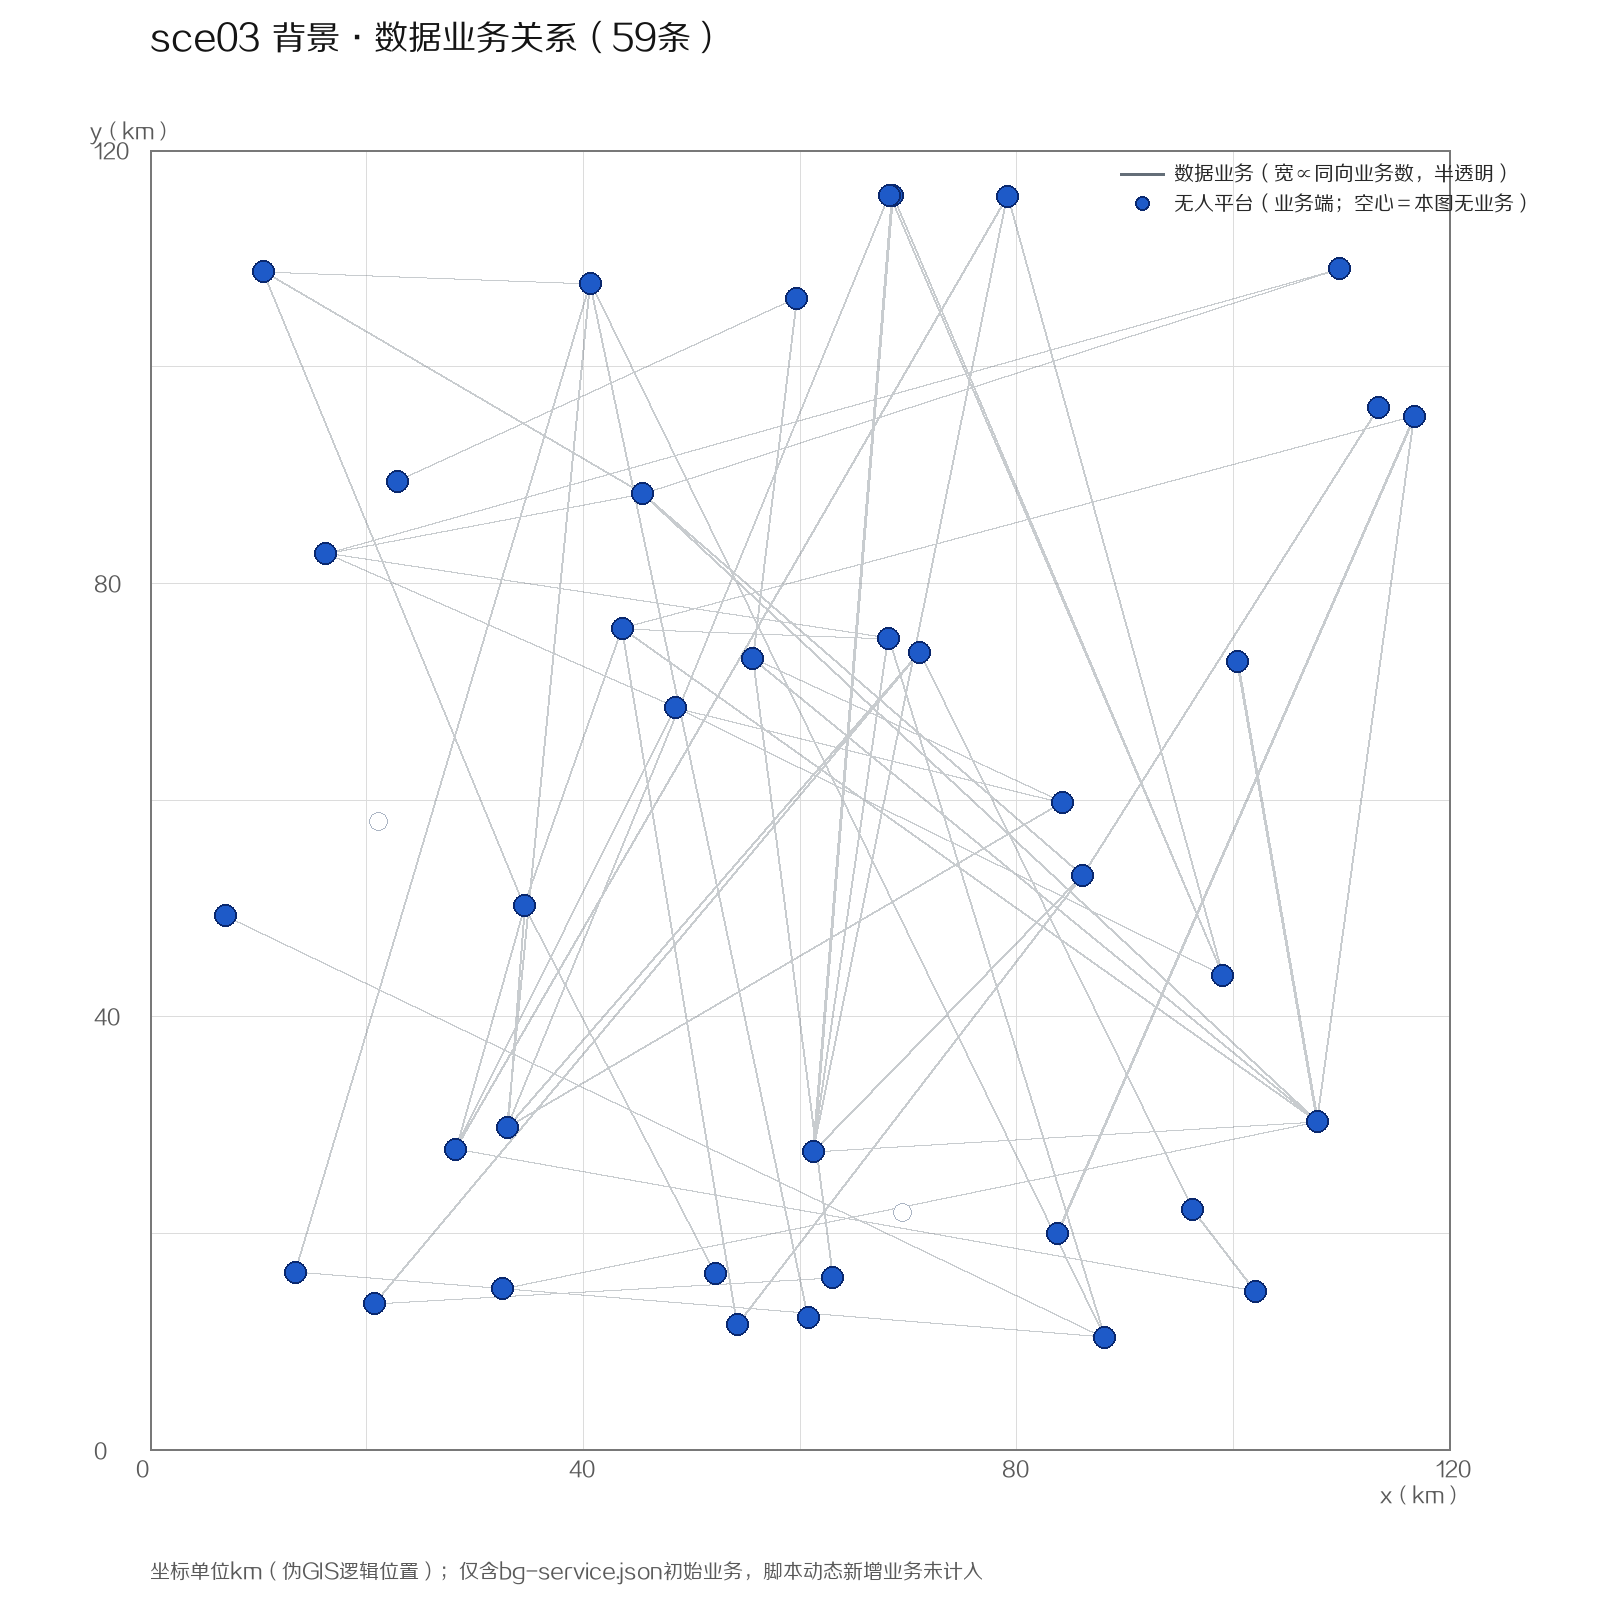 sce03 背景·数据业务关系（59条）
y（km）
120
数据业务（宽∝同向业务数，半透明）
无人平台（业务端；空心=本图无业务）
80
40
0
0 40 80 120
x（km）
坐标单位km（伪GIS逻辑位置）；仅含bg-service.json初始业务，脚本动态新增业务未计入